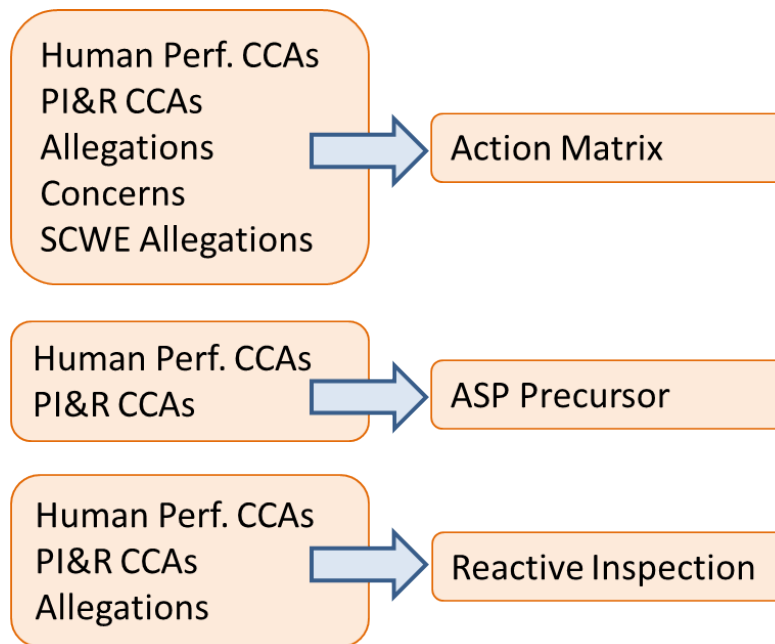 Human Perf. CCAs
PI&R CCAs
Allegations
Concerns
SCWE Allegations
Action Matrix
Human Perf. CCAs
PI&R CCAs
ASP Precursor
Human Perf. CCAs
PI&R CCAs
Allegations
Reactive Inspection